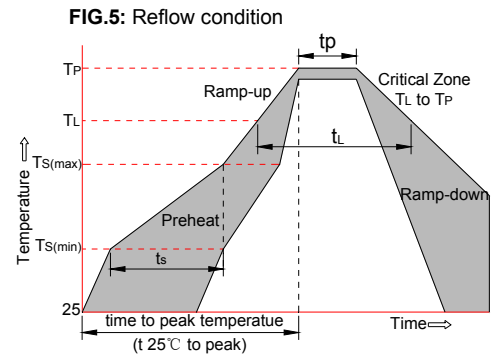 FIG.5: Reflow condition
tp
TP
Ramp-up
Critical Zone
TL to TP
TL
tL
TS(max)
Temperature
Preheat
Ramp-down
TS(min)
ts
25
time to peak temperatue
Time
(t 25℃ to peak)